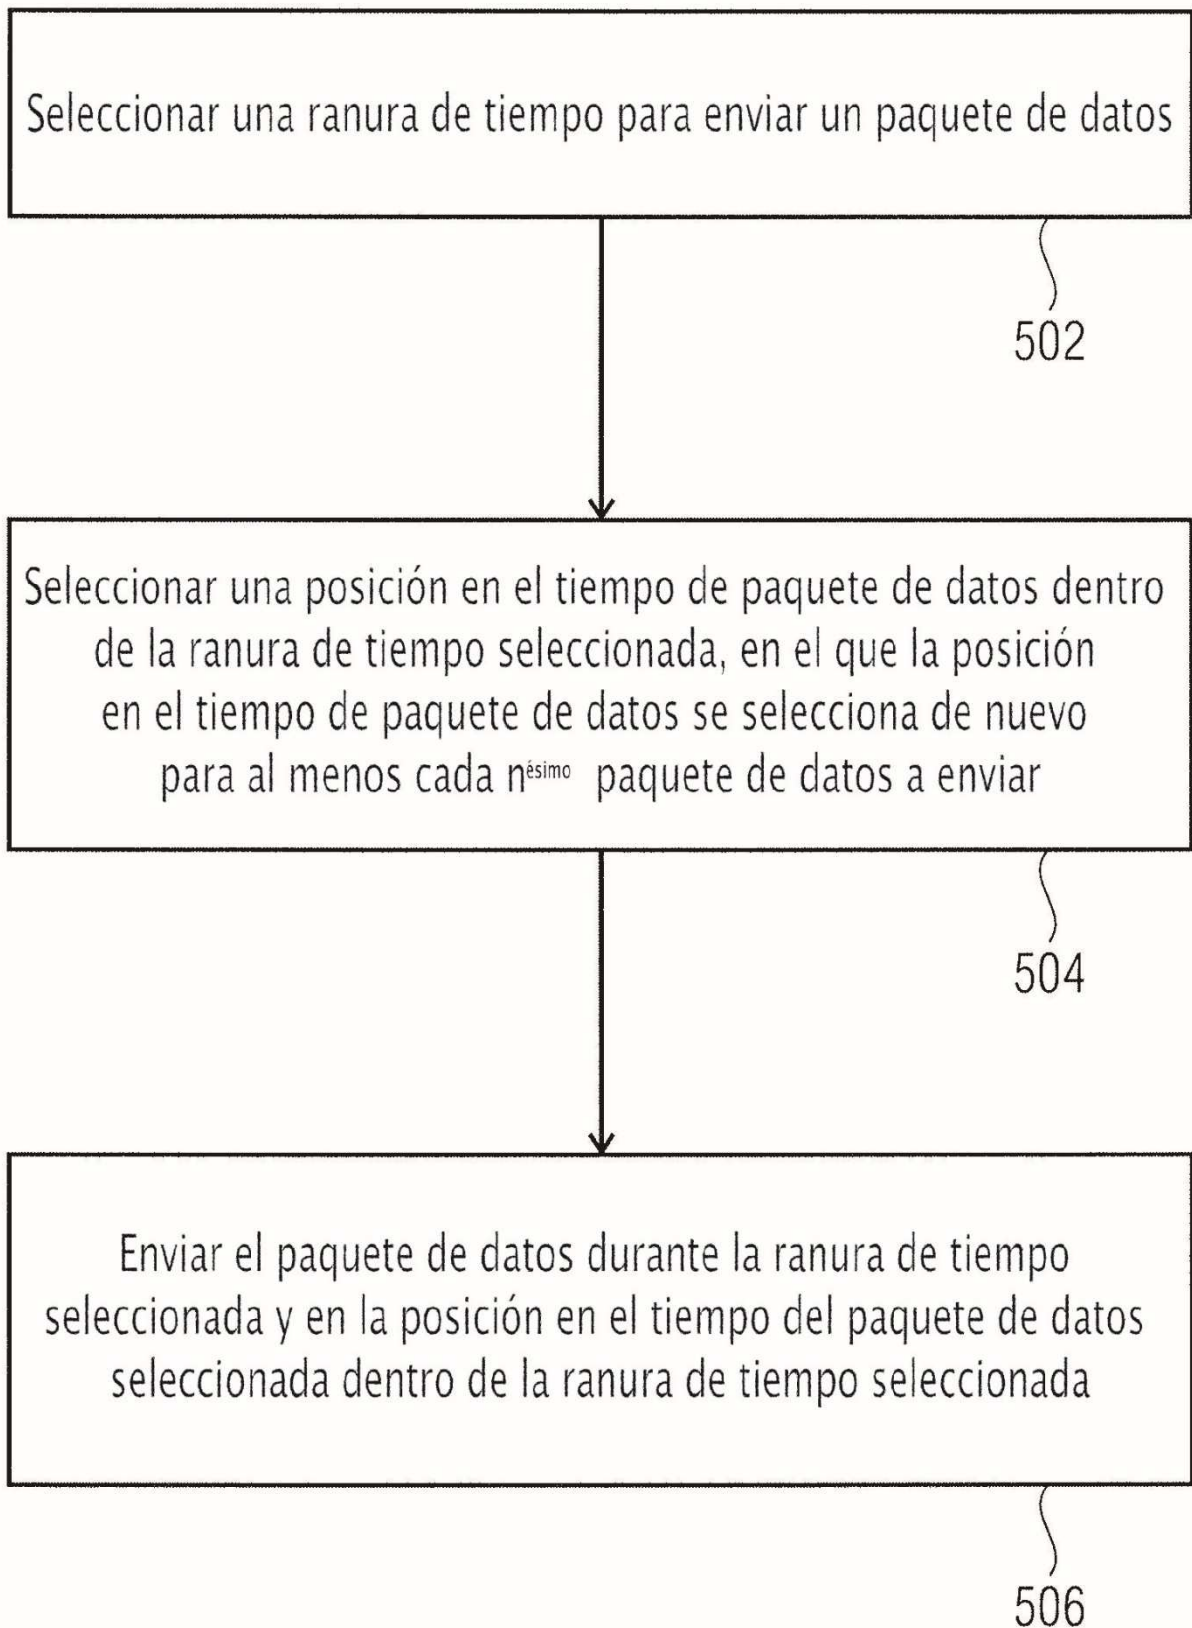 Seleccionar una ranura de tiempo para enviar un paquete de datos
502
Seleccionar una posición en el tiempo de paquete de datos dentro
de la ranura de tiempo seleccionada, en el que la posición
en el tiempo de paquete de datos se selecciona de nuevo
para al menos cada nésimo paquete de datos a enviar
504
Enviar el paquete de datos durante la ranura de tiempo
seleccionada y en la posición en el tiempo del paquete de datos
seleccionada dentro de la ranura de tiempo seleccionada
506